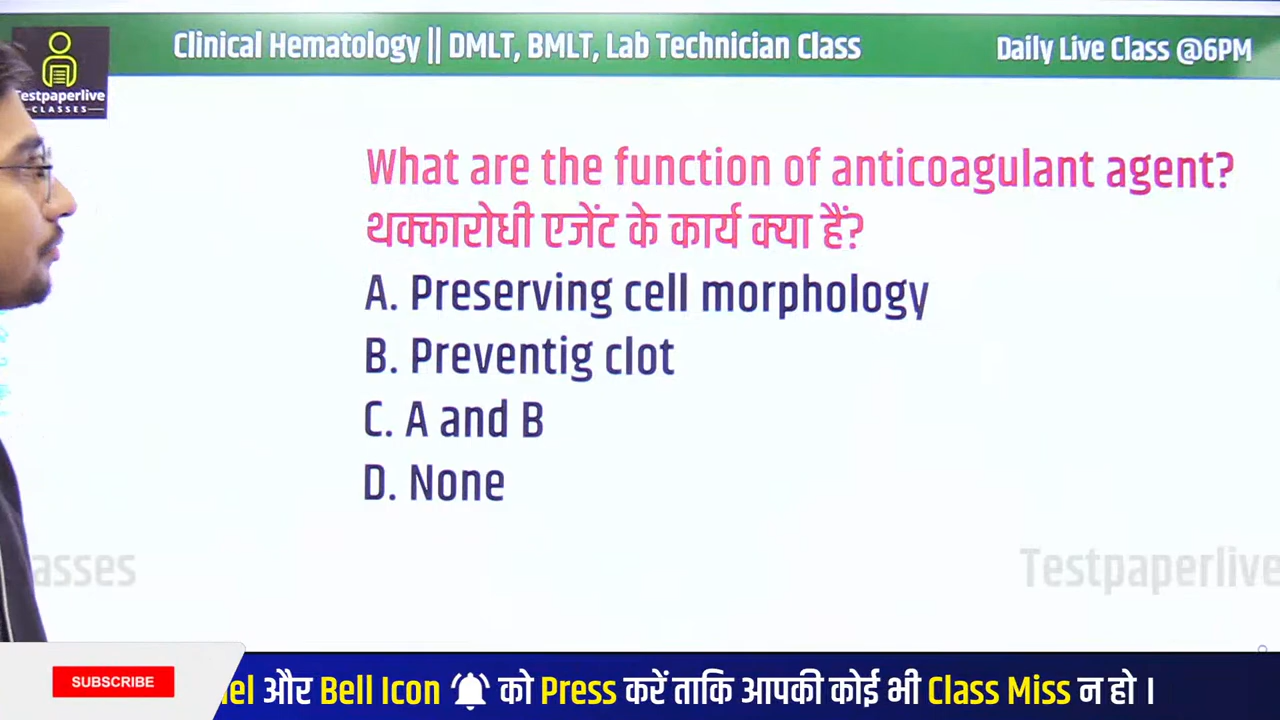 Clinical Hematology || DMLT, BMLT, Lab Technician Class
Daily Live Class @6PM
Testpaperlive
CLASSES
What are the function of anticoagulant agent?
थक्कारोधी एजेंट के कार्य क्या हैं?
A. Preserving cell morphology
B. Preventig clot
C. A and B
D. None
Testpaperlive
SUBSCRIBE
और Bell Icon को Press करें ताकि आपकी कोई भी Class Miss न हो ।